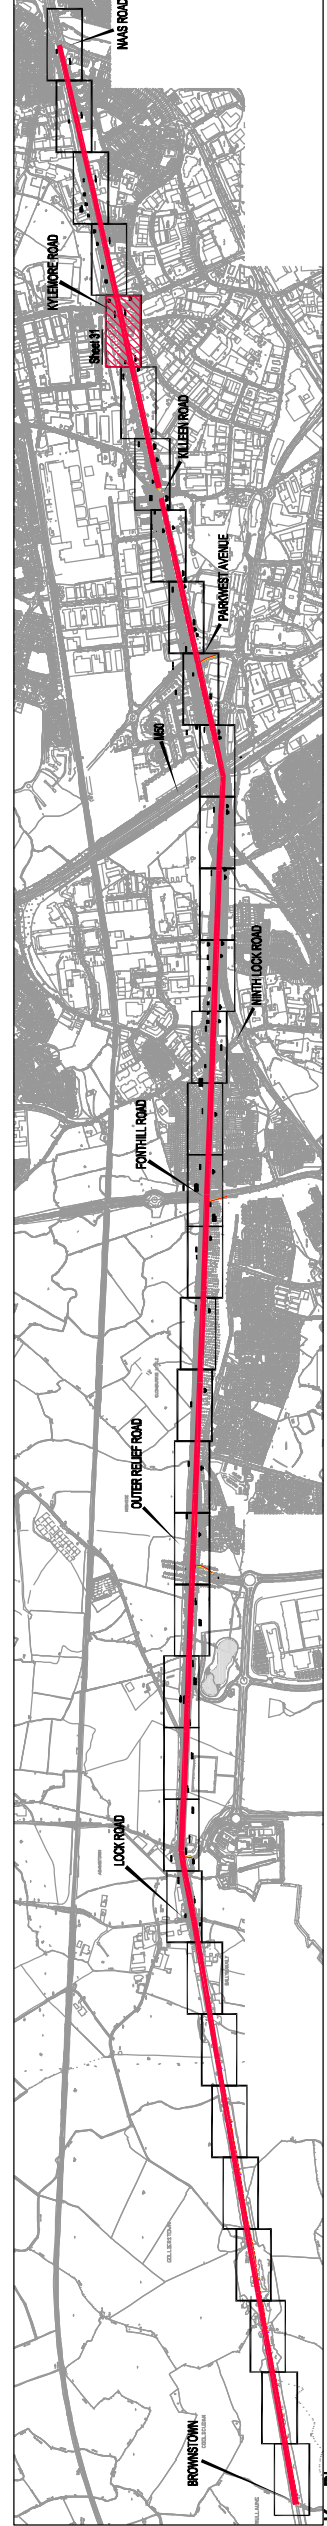 NAAS ROAD
KYLEMORE ROAD
Sheet 31
KILLEEN ROAD
PARKWEST AVENUE
M50
NINTH LOCK ROAD
FONTHILL ROAD
OUTER RELIEF ROAD
LOCK ROAD
BROWNSTOWN